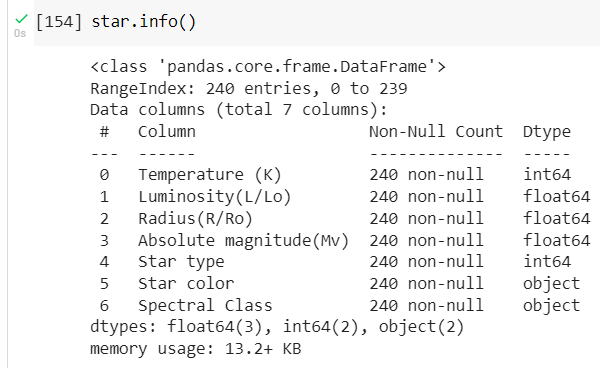 [154] star.info()
0s
<class 'pandas.core.frame.DataFrame'>
RangeIndex: 240 entries, 0 to 239
Data columns (total 7 columns):
 #   Column                 Non-Null Count  Dtype
---  ------                 --------------  -----
 0   Temperature (K)        240 non-null    int64
 1   Luminosity(L/Lo)       240 non-null    float64
 2   Radius(R/Ro)           240 non-null    float64
 3   Absolute magnitude(Mv) 240 non-null    float64
 4   Star type              240 non-null    int64
 5   Star color             240 non-null    object
 6   Spectral Class         240 non-null    object
dtypes: float64(3), int64(2), object(2)
memory usage: 13.2+ KB